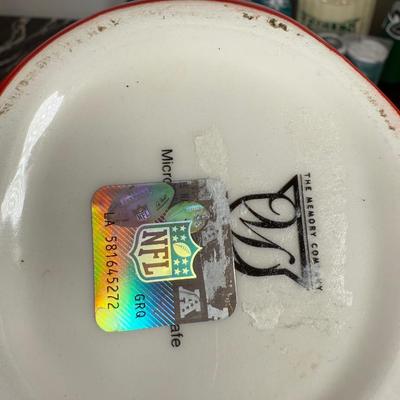 THE MEMORY COMPANY
M
Micro
afe
NFL
LA 581645272
GRQ